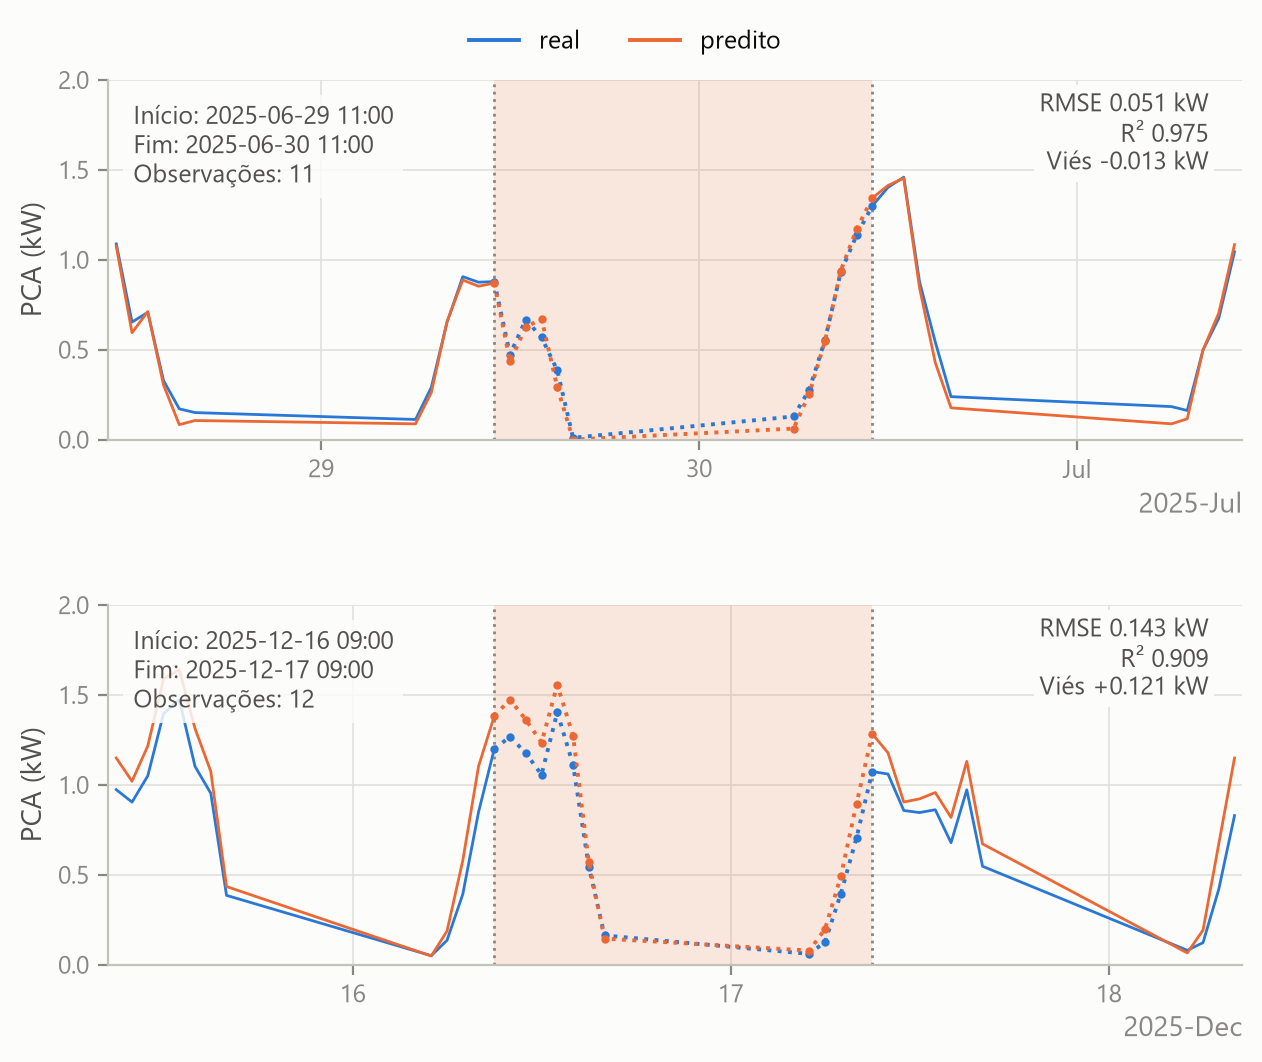 real predito
2.0
1.5
1.0
0.5
0.0
PCA (kW)
Início: 2025-06-29 11:00
Fim: 2025-06-30 11:00
Observações: 11
RMSE 0.051 kW
R² 0.975
Viés -0.013 kW
29 30 Jul
2025-Jul
2.0
1.5
1.0
0.5
0.0
PCA (kW)
Início: 2025-12-16 09:00
Fim: 2025-12-17 09:00
Observações: 12
RMSE 0.143 kW
R² 0.909
Viés +0.121 kW
16 17 18
2025-Dec